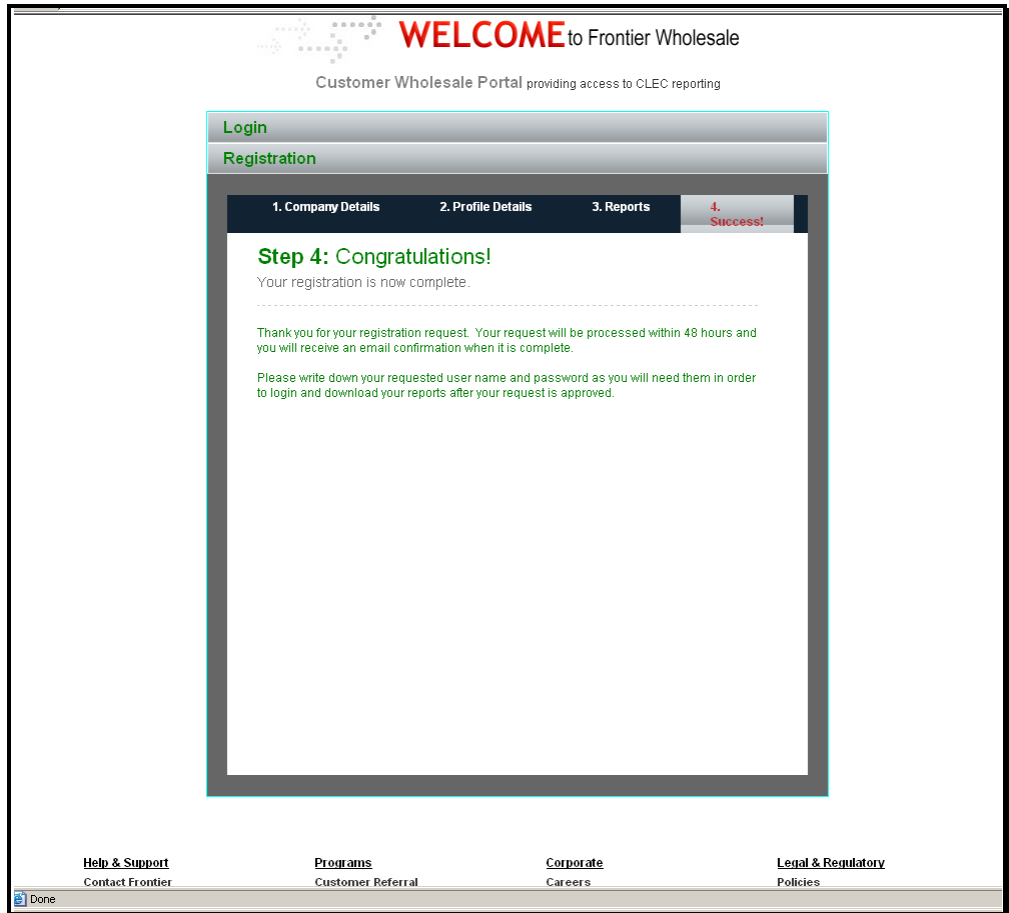 WELCOME to Frontier Wholesale
Customer Wholesale Portal providing access to CLEC reporting
Login
Registration
1. Company Details 2. Profile Details 3. Reports 4.
Success!
Step 4: Congratulations!
Your registration is now complete.
Thank you for your registration request. Your request will be processed within 48 hours and
you will receive an email confirmation when it is complete.
Please write down your requested user name and password as you will need them in order
to login and download your reports after your request is approved.
Help & Support Programs Corporate Legal & Regulatory
Contact Frontier Customer Referral Careers Policies
Done